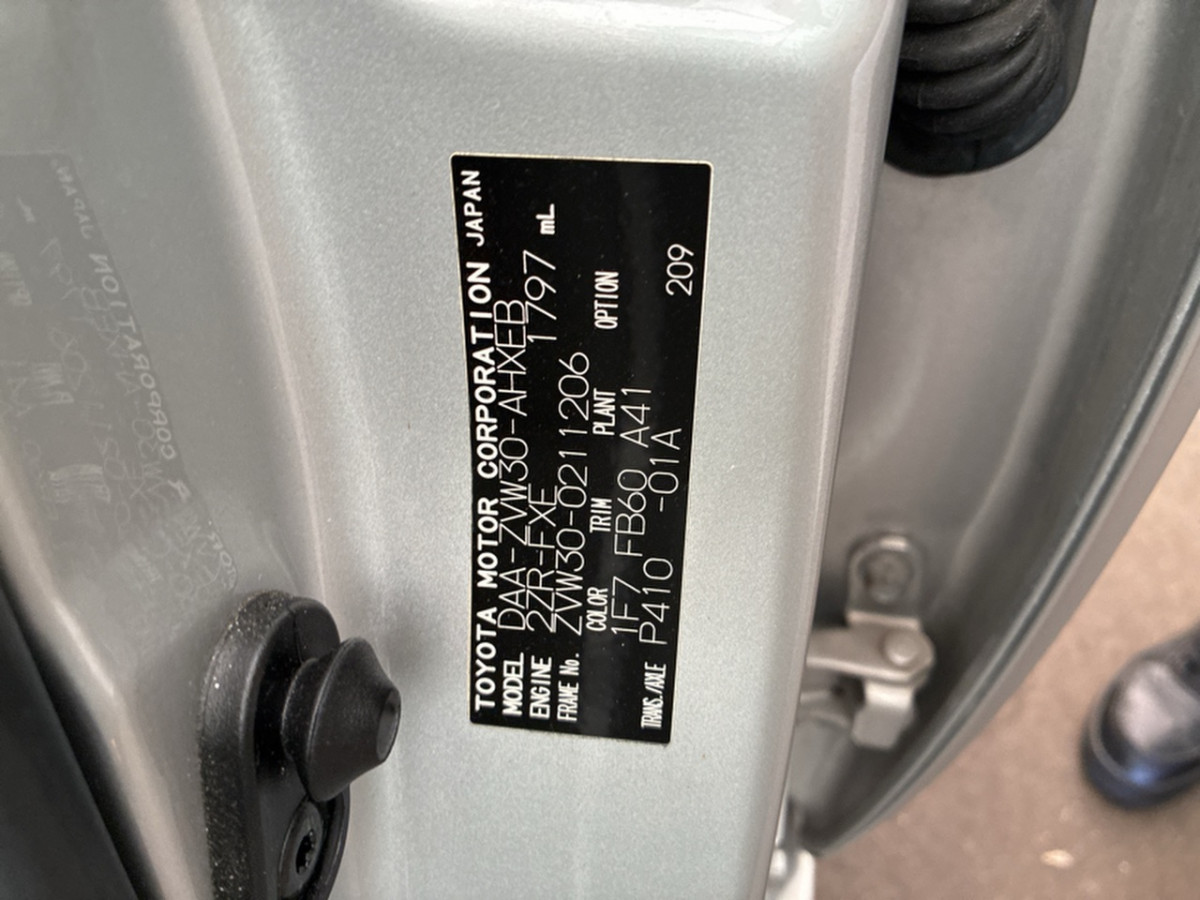 TOYOTA MOTOR CORPORATION JAPAN
MODEL DAA-ZVW30-AHXEB
ENGINE 2ZR-FXE 1797 mL
FRAME No. ZVW30-0211206
COLOR TRIM PLANT OPTION
1F7 FB60 A41
TRANS./AXLE P410 -01A 209